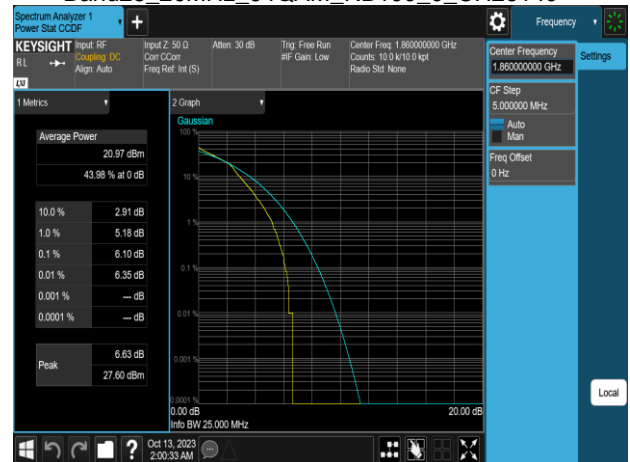 Spectrum Analyzer 1
Power Stat CCDF
Frequency
KEYSIGHT
RL
LXI
Input: RF
Coupling: DC
Align: Auto
Input Z: 50 Ω
Corr CCorr
Freq Ref: Int (S)
Atten: 30 dB
Trig: Free Run
#IF Gain: Low
Center Freq: 1.860000000 GHz
Counts: 10.0 k/10.0 kpt
Radio Std: None
Center Frequency
1.860000000 GHz
Settings
CF Step
5.000000 MHz
Auto
Man
Freq Offset
0 Hz
1 Metrics
Average Power
20.97 dBm
43.98 % at 0 dB
10.0 % 2.91 dB
1.0 % 5.18 dB
0.1 % 6.10 dB
0.01 % 6.35 dB
0.001 % --- dB
0.0001 % --- dB
Peak
6.63 dB
27.60 dBm
2 Graph
Gaussian
100 %
10 %
1 %
0.1 %
0.01 %
0.001 %
0.0001 %
0.00 dB 20.00 dB
Info BW 25.000 MHz
Local
?
Oct 13, 2023
2:00:33 AM